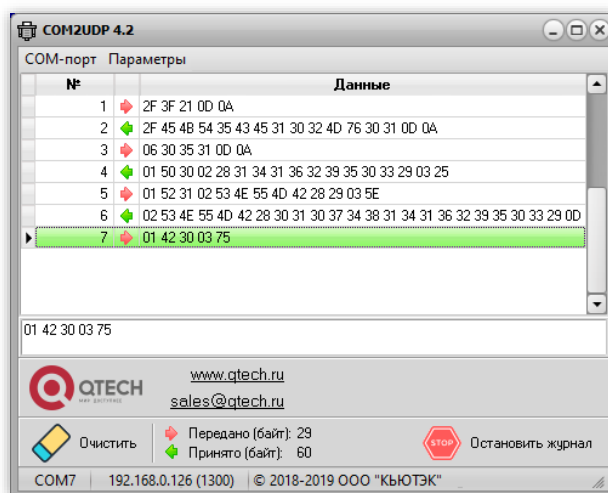 COM2UDP 4.2
COM-порт Параметры
№ Данные
1 2F 3F 21 0D 0A
2 2F 45 4B 54 35 43 45 31 30 32 4D 76 30 31 0D 0A
3 06 30 35 31 0D 0A
4 01 50 30 02 28 31 34 31 36 32 39 35 30 33 29 03 25
5 01 52 31 02 53 4E 55 4D 42 28 29 03 5E
6 02 53 4E 55 4D 42 28 30 31 30 37 34 38 31 34 31 36 32 39 35 30 33 29 0D
7 01 42 30 03 75
01 42 30 03 75
QTECH
www.qtech.ru
sales@qtech.ru
Очистить
Передано (байт): 29
Принято (байт): 60
STOP
Остановить журнал
COM7 192.168.0.126 (1300) © 2018-2019 ООО "КЬЮТЭК"